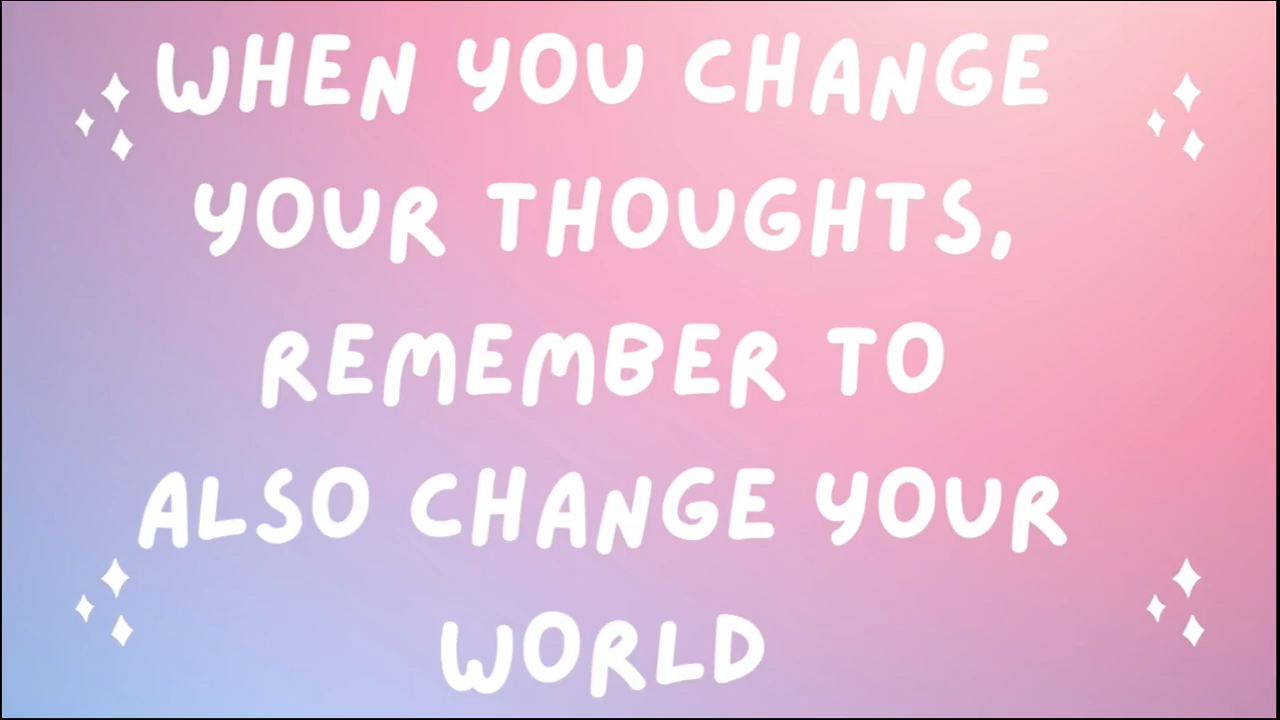 WHEN YOU CHANGE
YOUR THOUGHTS,
REMEMBER TO
ALSO CHANGE YOUR
WORLD